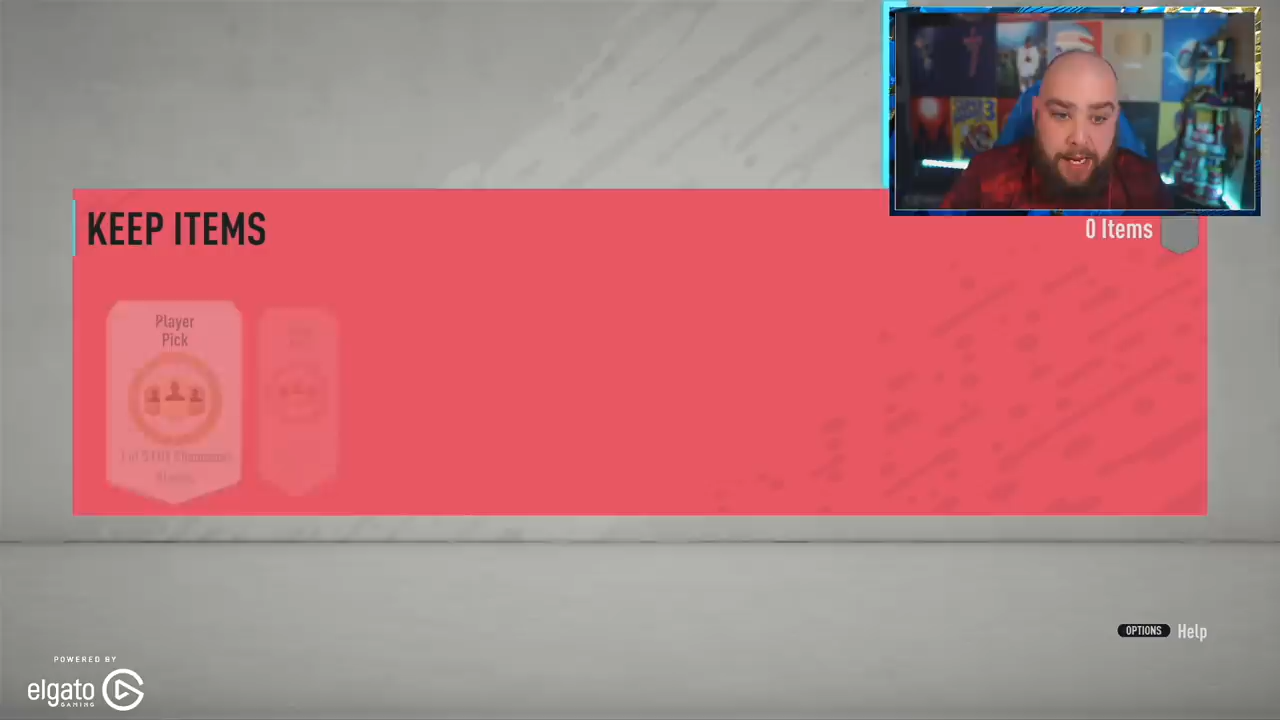 KEEP ITEMS
0 Items
Player
Pick
POWERED BY
elgato
GAMING
OPTIONS Help